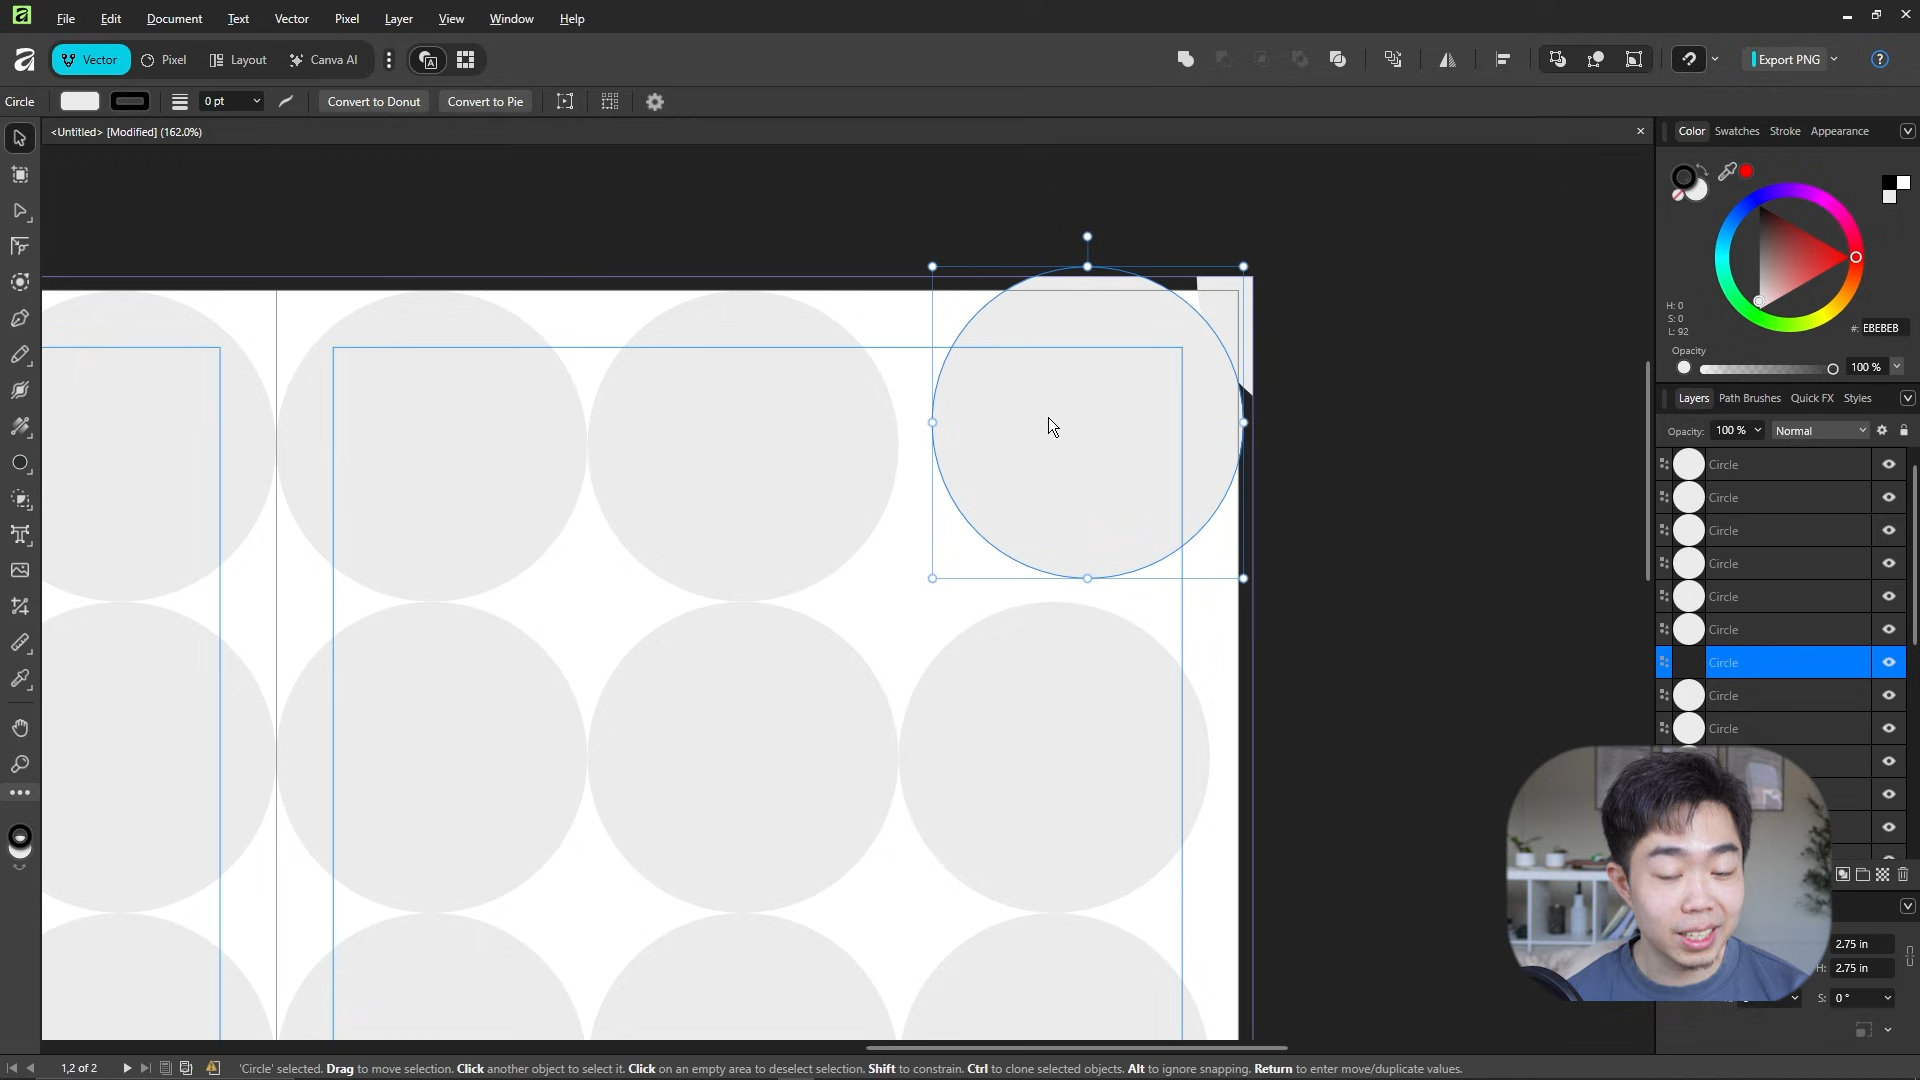 File Edit Document Text Vector Pixel Layer View Window Help
Vector Pixel Layout Canva AI Export PNG
Circle 0 pt Convert to Donut Convert to Pie
<Untitled> [Modified] (162.0%)
Color Swatches Stroke Appearance
H: 0
S: 0
L: 92
#: EBEBEB
Opacity
100 %
Layers Path Brushes Quick FX Styles
Opacity: 100 % Normal
Circle
Circle
Circle
Circle
Circle
Circle
Circle
Circle
Circle
2.75 in
H: 2.75 in
S: 0 °
1,2 of 2 'Circle' selected. Drag to move selection. Click another object to select it. Click on an empty area to deselect selection. Shift to constrain. Ctrl to clone selected objects. Alt to ignore snapping. Return to enter move/duplicate values.